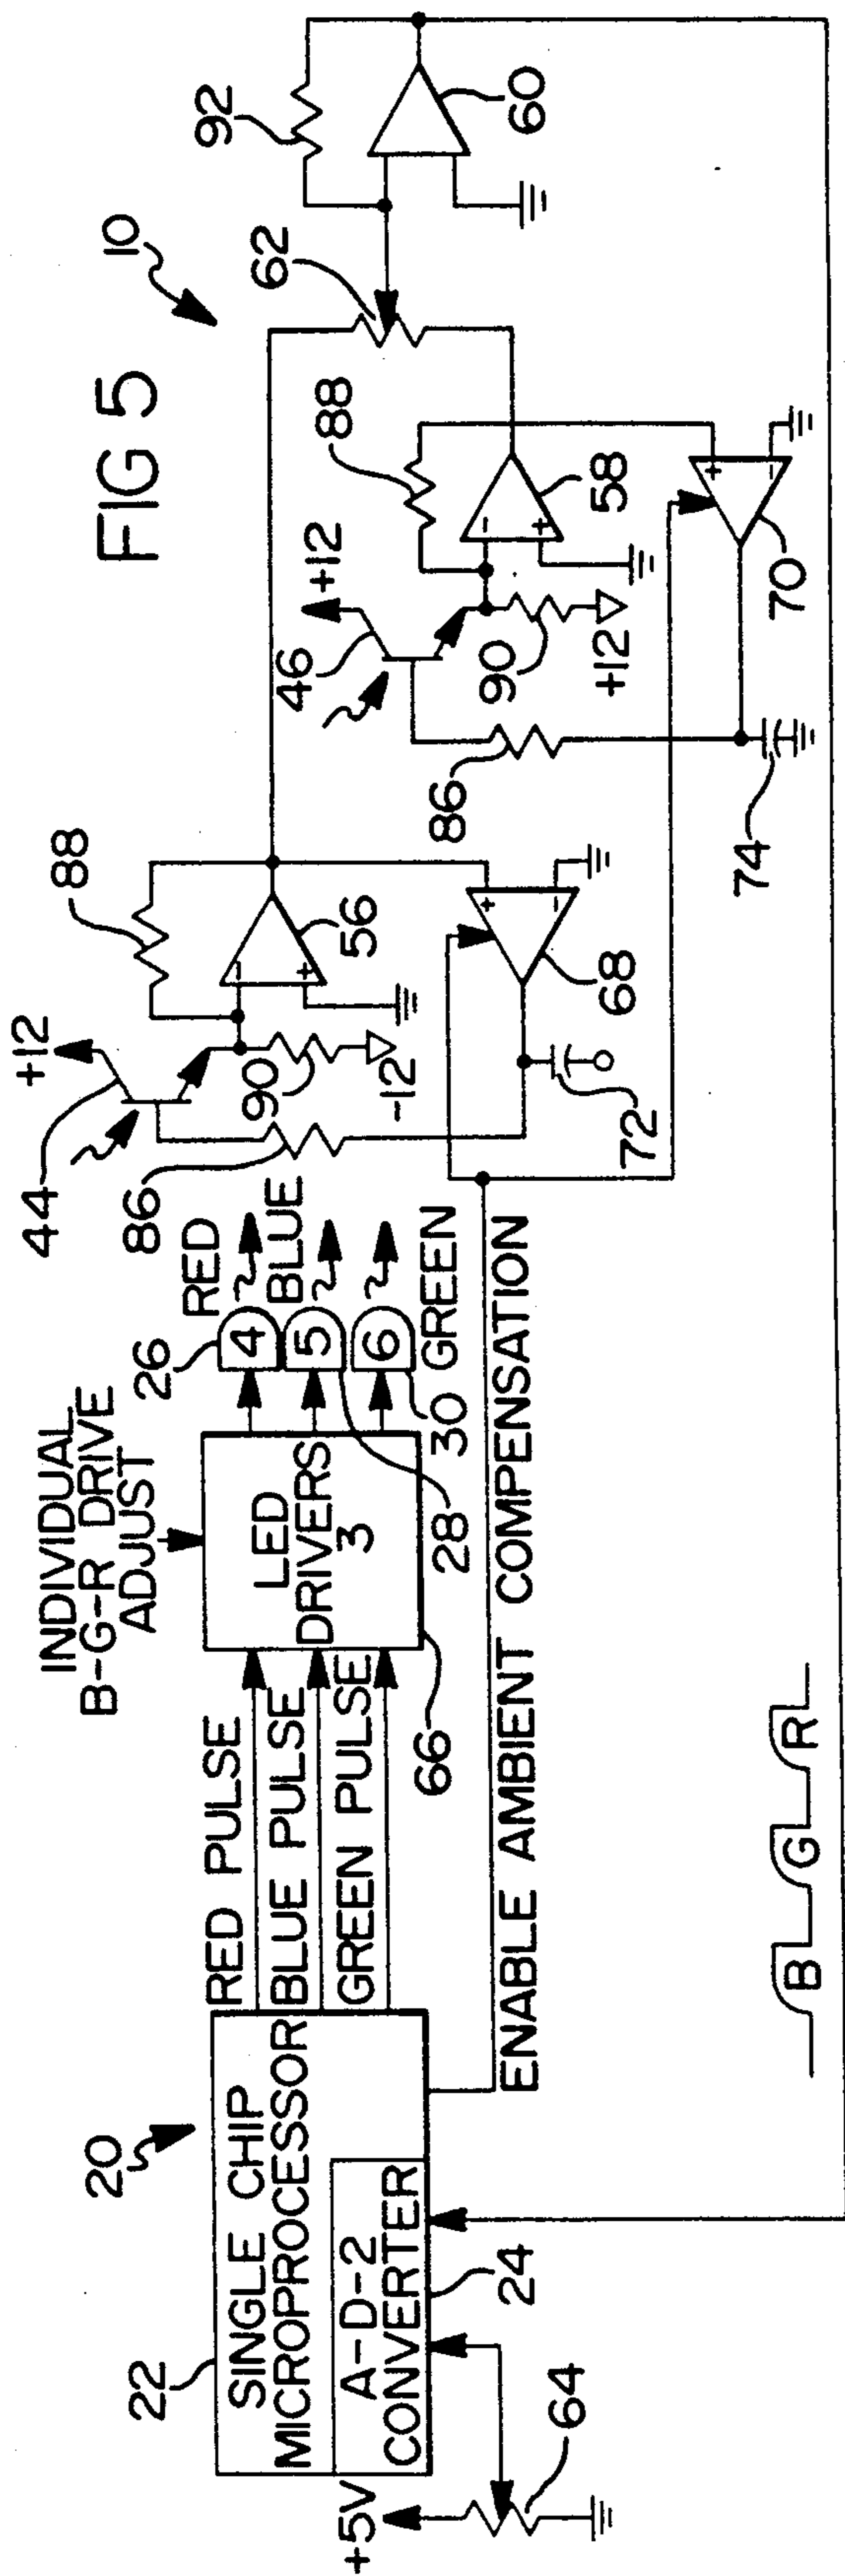 FIG 5
10
20
22
SINGLE CHIP
MICROPROCESSOR
A-D-2
CONVERTER
24
+5V
64
RED PULSE
BLUE PULSE
GREEN PULSE
INDIVIDUAL
B-G-R DRIVE
ADJUST
LED
DRIVERS
3
66
26
4
RED
5
BLUE
6
GREEN
28
30
ENABLE AMBIENT COMPENSATION
44
+12
86
90
-12
88
-
+
56
+
-
68
72
46
+12
86
90
+12
88
-
+
58
+
-
70
74
62
92
60
B
G
R